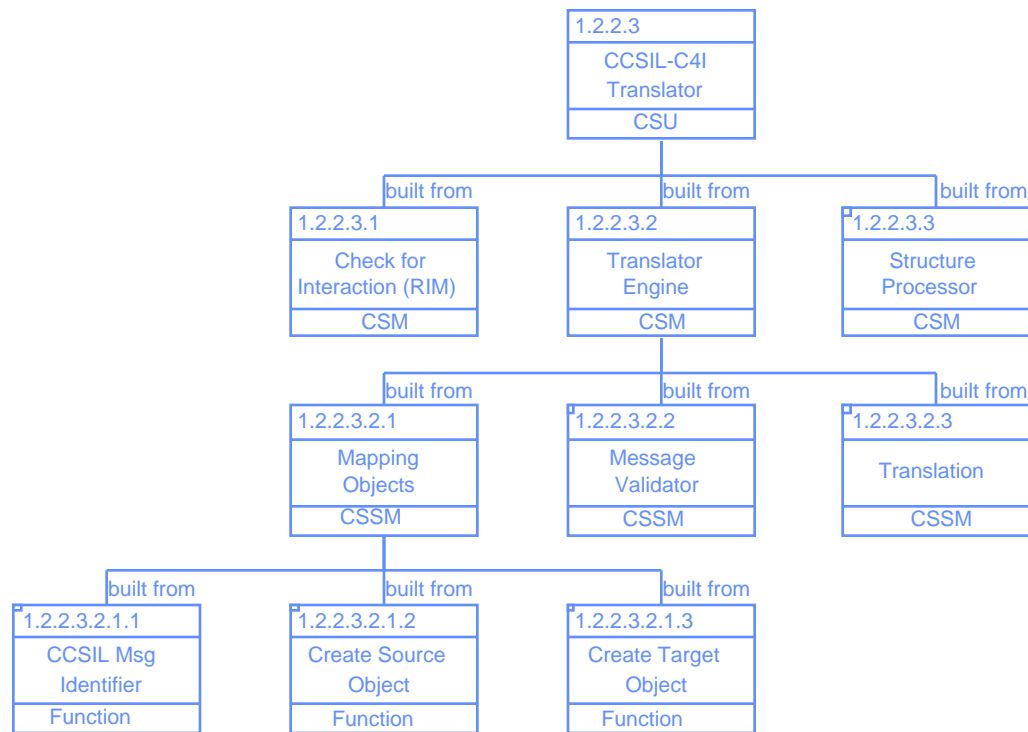 1.2.2.3
CCSIL-C4I
Translator
CSU
built from
built from
built from
1.2.2.3.1
Check for
Interaction (RIM)
CSM
1.2.2.3.2
Translator
Engine
CSM
1.2.2.3.3
Structure
Processor
CSM
built from
built from
built from
1.2.2.3.2.1
Mapping
Objects
CSSM
1.2.2.3.2.2
Message
Validator
CSSM
1.2.2.3.2.3
Translation
CSSM
built from
built from
built from
1.2.2.3.2.1.1
CCSIL Msg
Identifier
Function
1.2.2.3.2.1.2
Create Source
Object
Function
1.2.2.3.2.1.3
Create Target
Object
Function